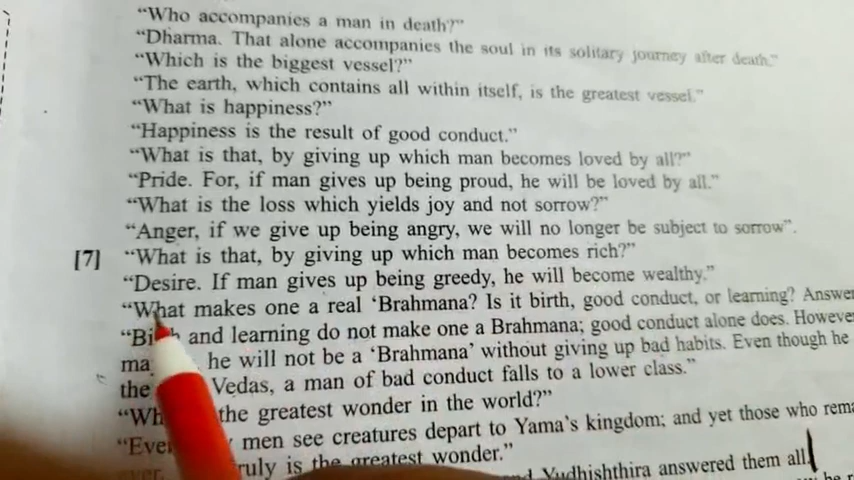 “Who accompanies a man in death?”
“Dharma. That alone accompanies the soul in its solitary journey after death.”
“Which is the biggest vessel?”
“The earth, which contains all within itself, is the greatest vessel.”
“What is happiness?”
“Happiness is the result of good conduct.”
“What is that, by giving up which man becomes loved by all?”
“Pride. For, if man gives up being proud, he will be loved by all.”
“What is the loss which yields joy and not sorrow?”
“Anger, if we give up being angry, we will no longer be subject to sorrow”.
[7] “What is that, by giving up which man becomes rich?”
“Desire. If man gives up being greedy, he will become wealthy.”
“What makes one a real ‘Brahmana? Is it birth, good conduct, or learning? Answer
and learning do not make one a Brahmana; good conduct alone does. However
he will not be a ‘Brahmana’ without giving up bad habits. Even though he
the Vedas, a man of bad conduct falls to a lower class.”
the greatest wonder in the world?”
men see creatures depart to Yama’s kingdom; and yet those who
is the greatest wonder.”
Yudhishthira answered them all.